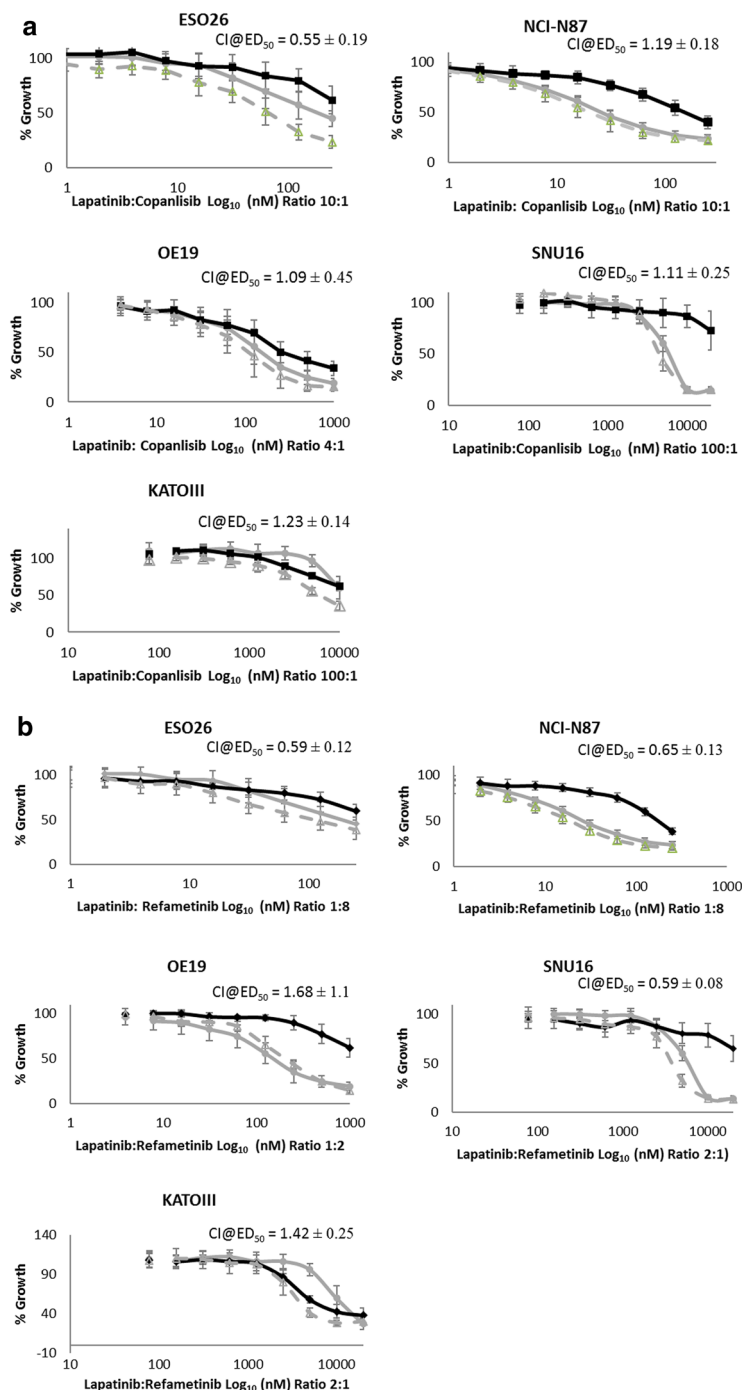 a
ESO26
CI@ED50 = 0.55 ± 0.19
100
50
0
% Growth
1 10 100
Lapatinib:Copanlisib Log10 (nM) Ratio 10:1
NCI-N87
CI@ED50 = 1.19 ± 0.18
100
50
0
% Growth
1 10 100
Lapatinib: Copanlisib Log10 (nM) Ratio 10:1
OE19
CI@ED50 = 1.09 ± 0.45
100
50
0
% Growth
1 10 100 1000
Lapatinib: Copanlisib Log10 (nM) Ratio 4:1
SNU16
CI@ED50 = 1.11 ± 0.25
100
50
0
% Growth
10 100 1000 10000
Lapatinib:Copanlisib Log10 (nM) Ratio 100:1
KATOIII
CI@ED50 = 1.23 ± 0.14
100
50
0
% Growth
10 100 1000 10000
Lapatinib:Copanlisib Log10 (nM) Ratio 100:1
b
ESO26
CI@ED50 = 0.59 ± 0.12
100
50
0
% Growth
1 10 100
Lapatinib: Refametinib Log10 (nM) Ratio 1:8
NCI-N87
CI@ED50 = 0.65 ± 0.13
100
50
0
% Growth
1 10 100 1000
Lapatinib:Refametinib Log10 (nM) Ratio 1:8
OE19
CI@ED50 = 1.68 ± 1.1
100
50
0
% Growth
1 10 100 1000
Lapatinib:Refametinib Log10 (nM) Ratio 1:2
SNU16
CI@ED50 = 0.59 ± 0.08
100
50
0
% Growth
10 100 1000 10000
Lapatinib:Refametinib Log10 (nM) Ratio 2:1)
KATOIII
CI@ED50 = 1.42 ± 0.25
140
90
40
-10
% Growth
10 100 1000 10000
Lapatinib:Refametinib Log10 (nM) Ratio 2:1